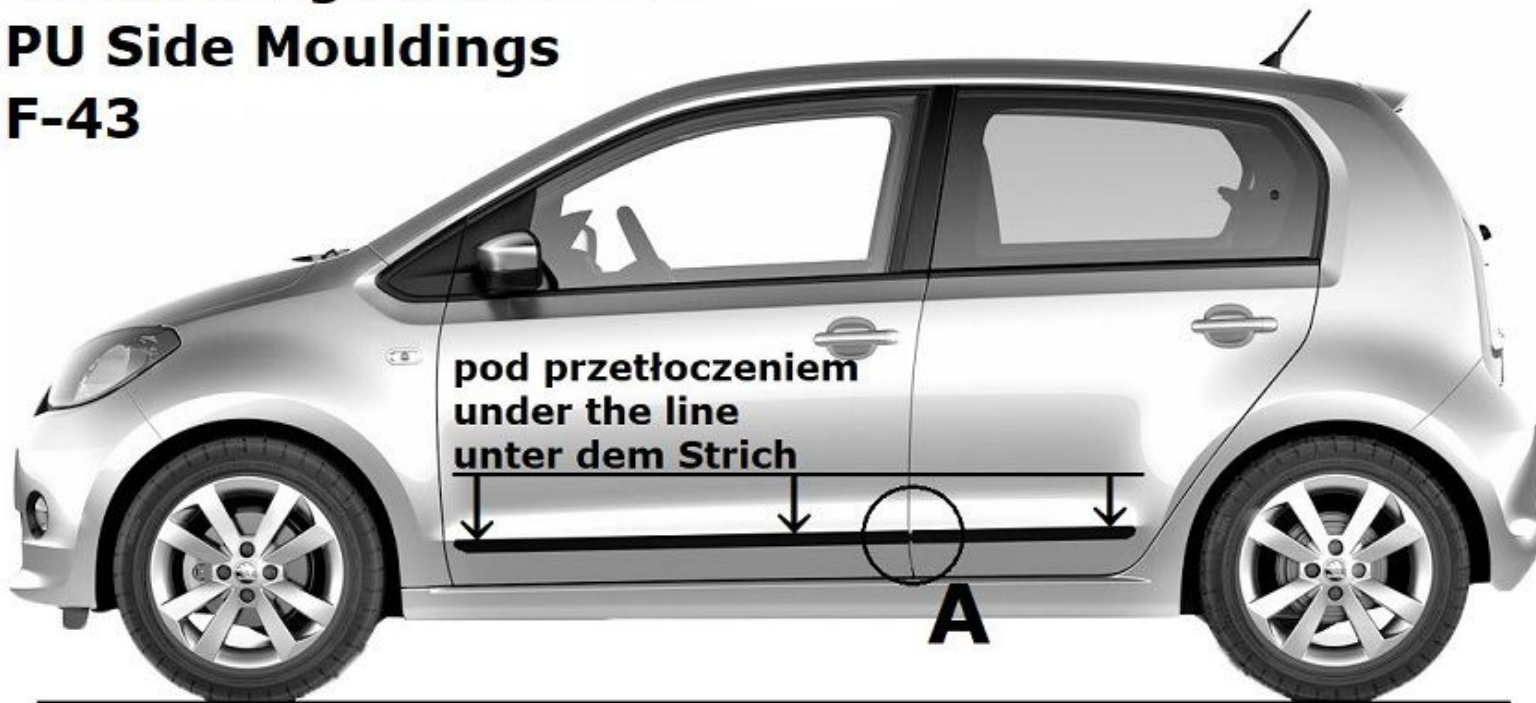 PU Side Mouldings
F-43
pod przetłoczeniem
under the line
unter dem Strich
A